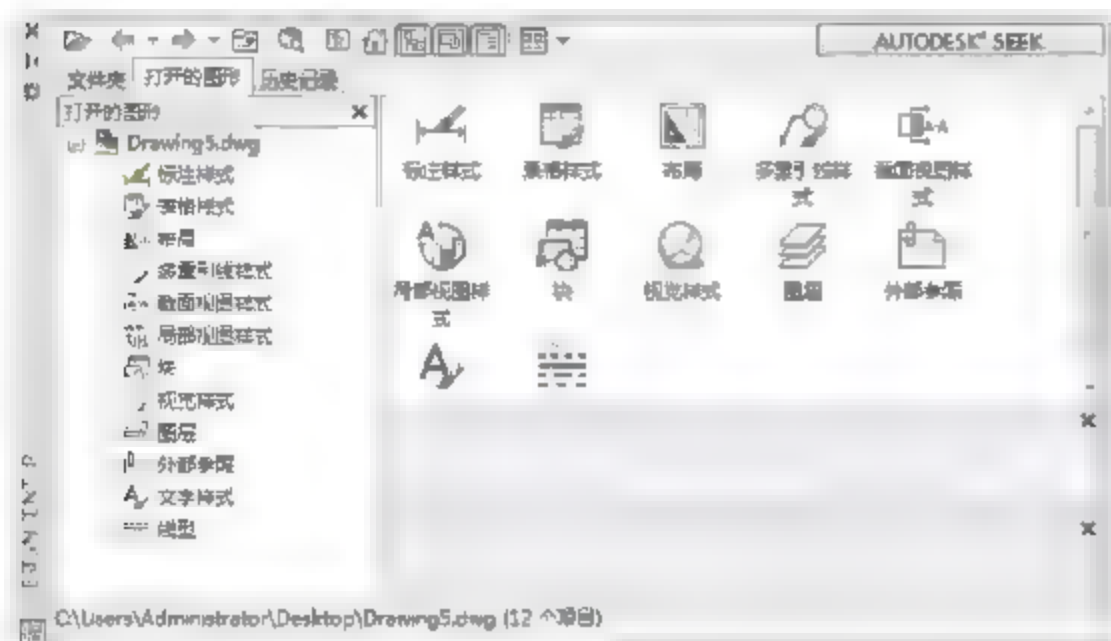 AUTODESK® SEEK
文件夹 打开的图形 历史记录
打开的图形
Drawing5.dwg
标注样式
表格样式
布局
多重引线样式
截面视图样式
局部视图样式
块
视觉样式
图层
外部参照
文字样式
线型
标注样式 表格样式 布局 多重引线样式 截面视图样式
局部视图样式 块 视觉样式 图层 外部参照
C:\Users\Administrator\Desktop\Drawing5.dwg (12 个项目)